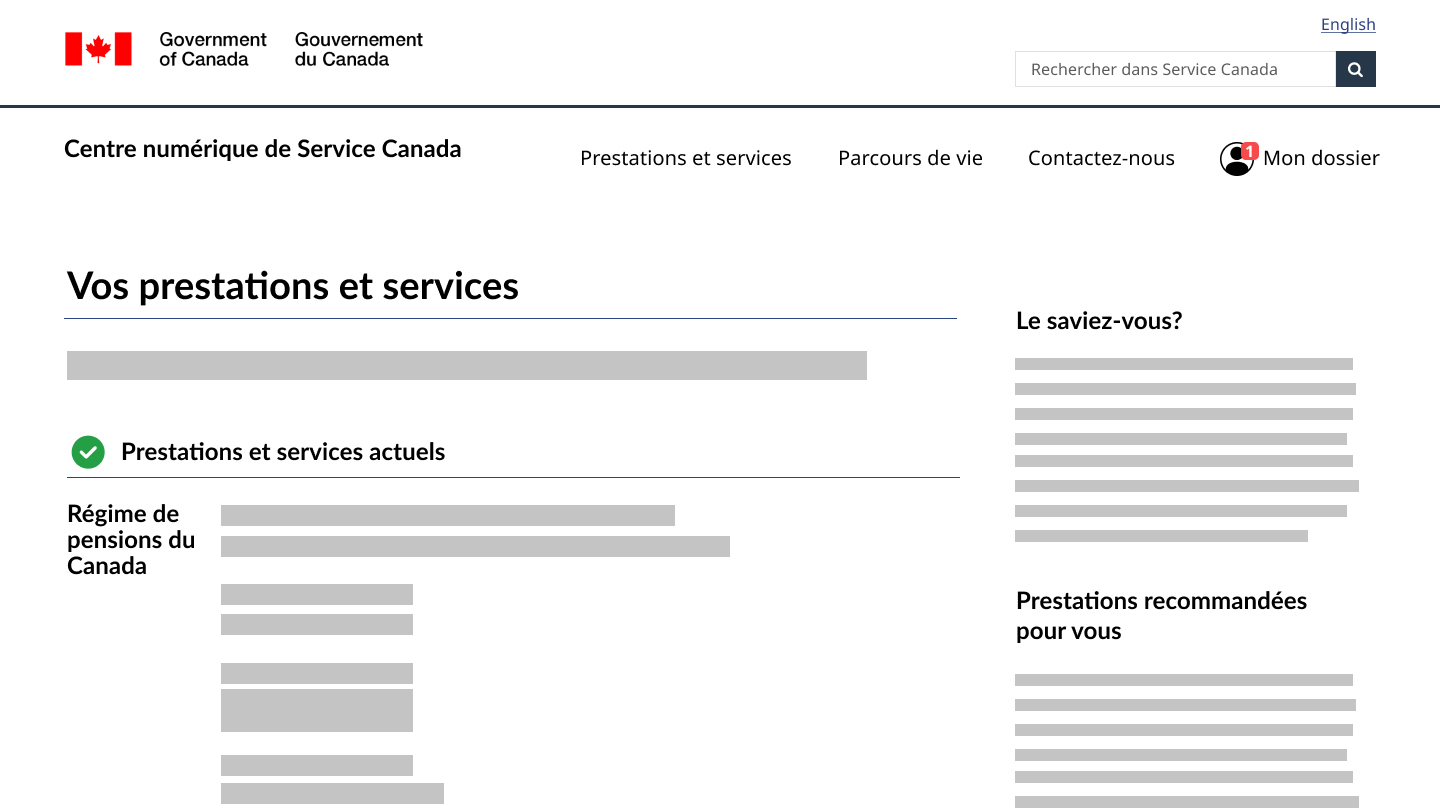 Government
of Canada
Gouvernement
du Canada
English
Rechercher dans Service Canada
Centre numérique de Service Canada
Prestations et services
Parcours de vie
Contactez-nous
1
Mon dossier
Vos prestations et services
Prestations et services actuels
Régime de
pensions du
Canada
Le saviez-vous?
Prestations recommandées
pour vous